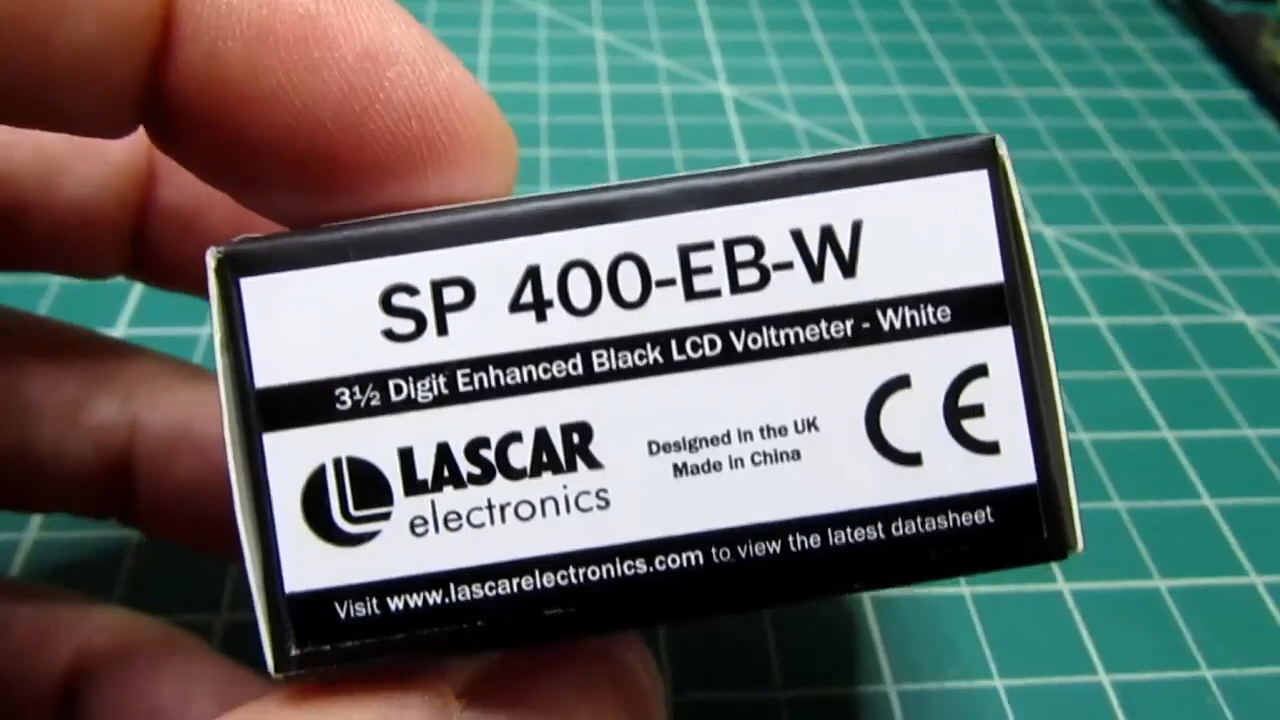 SP 400-EB-W
3½ Digit Enhanced Black LCD Voltmeter - White
LASCAR
electronics
Designed in the UK
Made in China
CE
Visit www.lascarelectronics.com to view the latest datasheet